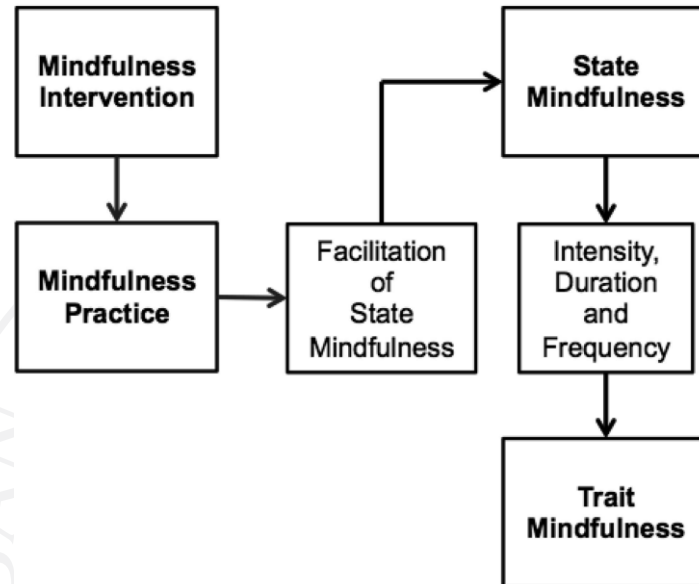 Mindfulness
Intervention
Mindfulness
Practice
Facilitation
of
State
Mindfulness
State
Mindfulness
Intensity,
Duration
and
Frequency
Trait
Mindfulness